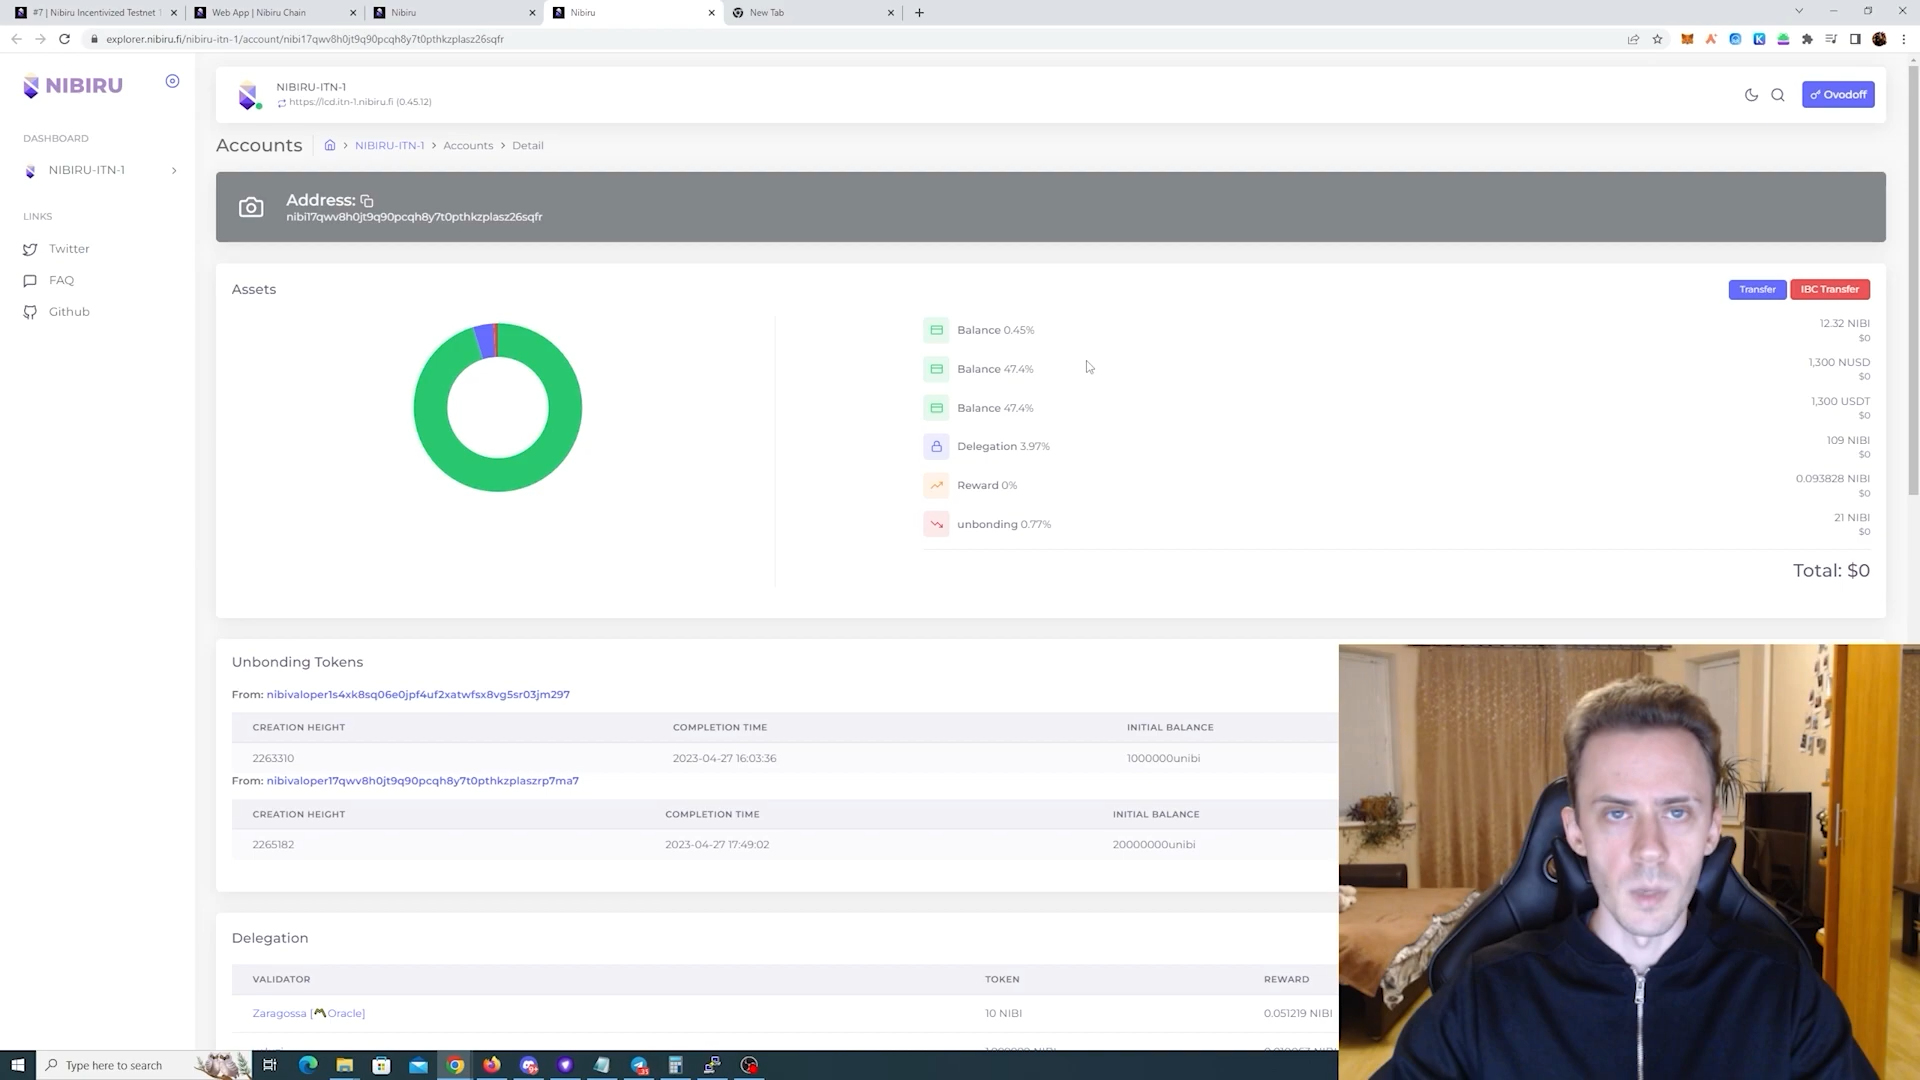 #7 | Nibiru Incentivized Testnet
Web App | Nibiru Chain
Nibiru
Nibiru
New Tab
explorer.nibiru.fi/nibiru-itn-1/account/nibi17qwv8h0jt9q90pcqh8y7t0pthkzplasz26sqfr
NIBIRU
DASHBOARD
NIBIRU-ITN-1
LINKS
Twitter
FAQ
Github
NIBIRU-ITN-1
https://lcd.itn-1.nibiru.fi (0.45.12)
Ovodoff
Accounts
NIBIRU-ITN-1 > Accounts > Detail
Address:
nibi17qwv8h0jt9q90pcqh8y7t0pthkzplasz26sqfr
Assets
Transfer
IBC Transfer
Balance 0.45%
12.32 NIBI
$0
Balance 47.4%
1,300 NUSD
$0
Balance 47.4%
1,300 USDT
$0
Delegation 3.97%
109 NIBI
$0
Reward 0%
0.093828 NIBI
$0
unbonding 0.77%
21 NIBI
$0
Total: $0
Unbonding Tokens
From: nibivaloper1s4xk8sq06e0jpf4uf2xatwfsx8vg5sr03jm297
CREATION HEIGHT COMPLETION TIME INITIAL BALANCE
2263310 2023-04-27 16:03:36 1000000unibi
From: nibivaloper17qwv8h0jt9q90pcqh8y7t0pthkzplaszrp7ma7
CREATION HEIGHT COMPLETION TIME INITIAL BALANCE
2265182 2023-04-27 17:49:02 20000000unibi
Delegation
VALIDATOR TOKEN REWARD
Zaragossa [Oracle] 10 NIBI 0.051219 NIBI
Type here to search